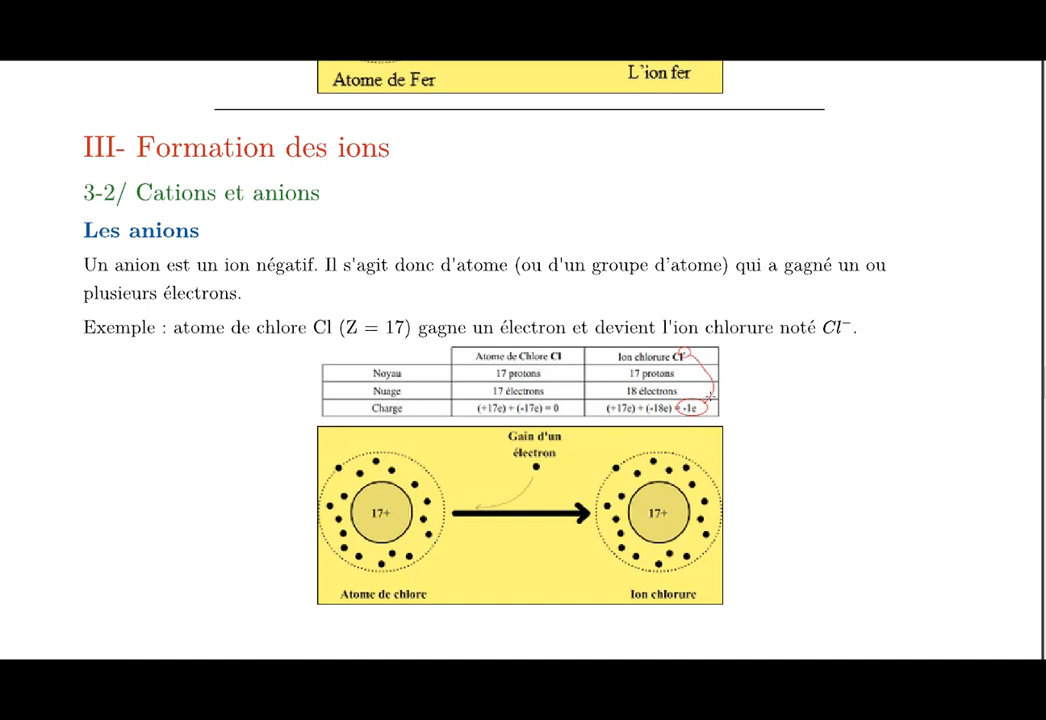 Atome de Fer L'ion fer
III- Formation des ions
3-2/ Cations et anions
Les anions
Un anion est un ion négatif. Il s'agit donc d'atome (ou d'un groupe d'atome) qui a gagné un ou
plusieurs électrons.
Exemple : atome de chlore Cl (Z = 17) gagne un électron et devient l'ion chlorure noté Cl⁻.
Atome de Chlore Cl Ion chlorure Cl⁻
Noyau 17 protons 17 protons
Nuage 17 électrons 18 électrons
Charge (+17e) + (-17e) = 0 (+17e) + (-18e) = -1e
Gain d'un
électron
17+ 17+
Atome de chlore Ion chlorure